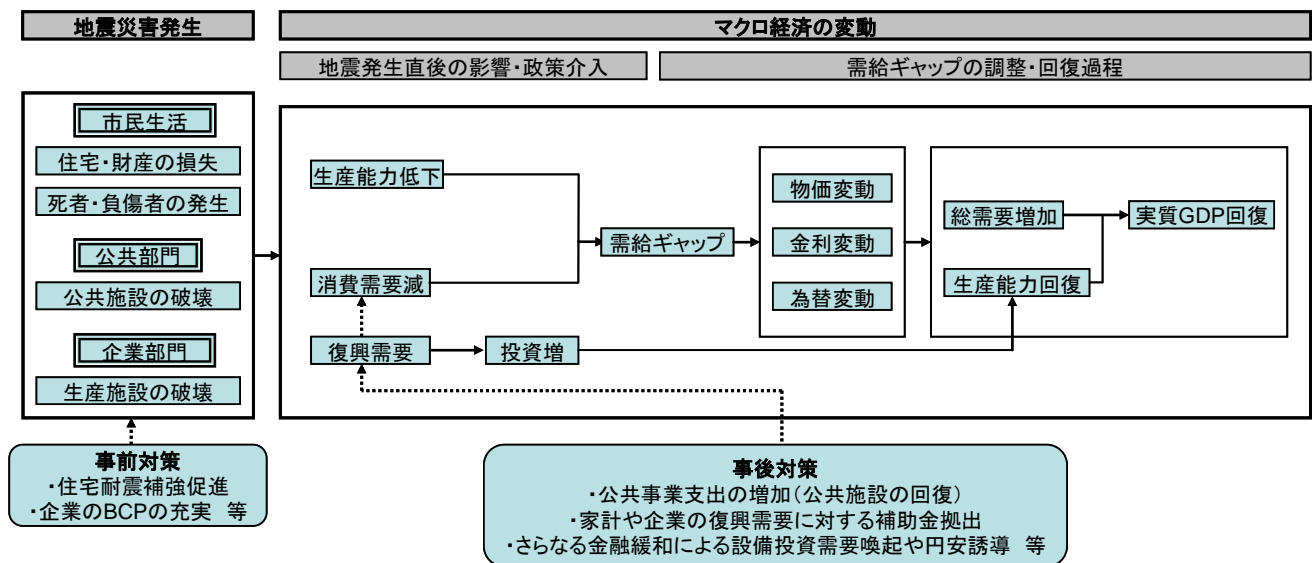 地震災害発生
マクロ経済の変動
地震発生直後の影響・政策介入
需給ギャップの調整・回復過程
市民生活
住宅・財産の損失
死者・負傷者の発生
公共部門
公共施設の破壊
企業部門
生産施設の破壊
生産能力低下
消費需要減
復興需要
投資増
需給ギャップ
物価変動
金利変動
為替変動
総需要増加
生産能力回復
実質GDP回復
事前対策
・住宅耐震補強促進
・企業のBCPの充実 等
事後対策
・公共事業支出の増加（公共施設の回復）
・家計や企業の復興需要に対する補助金拠出
・さらなる金融緩和による設備投資需要喚起や円安誘導 等